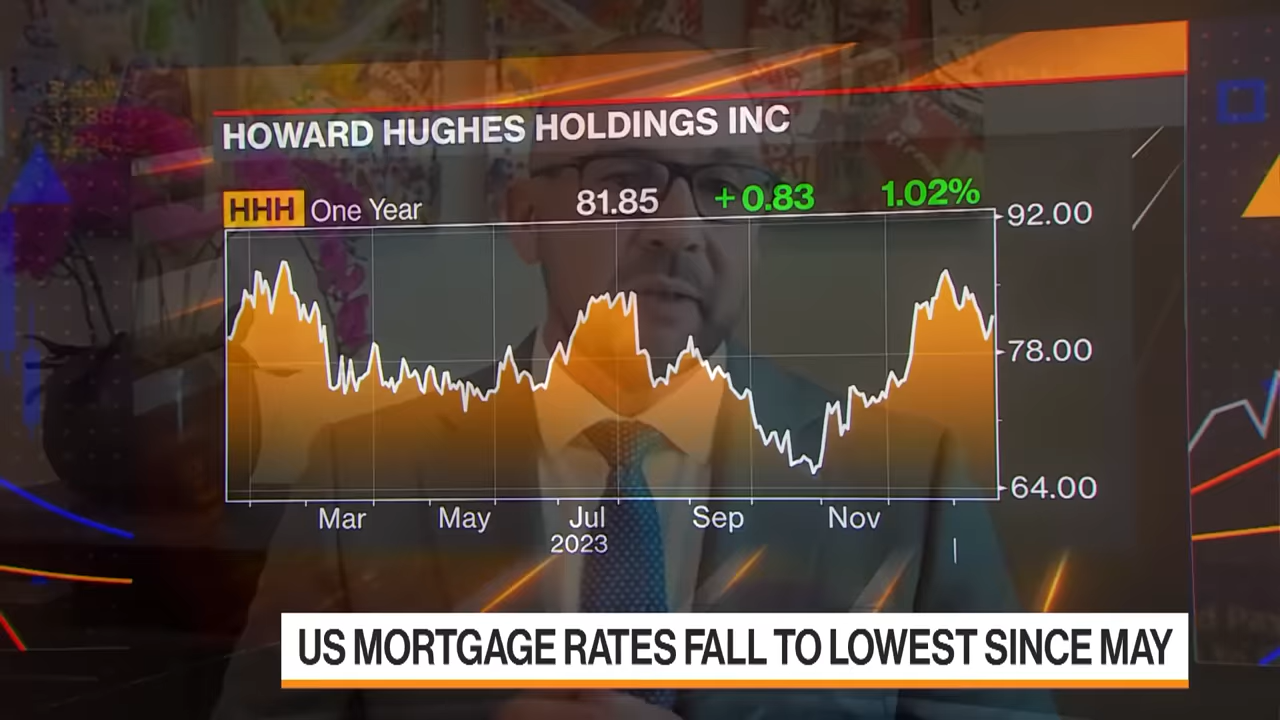 HOWARD HUGHES HOLDINGS INC
HHH One Year 81.85 +0.83 1.02%
92.00
78.00
64.00
Mar May Jul Sep Nov
2023
US MORTGAGE RATES FALL TO LOWEST SINCE MAY